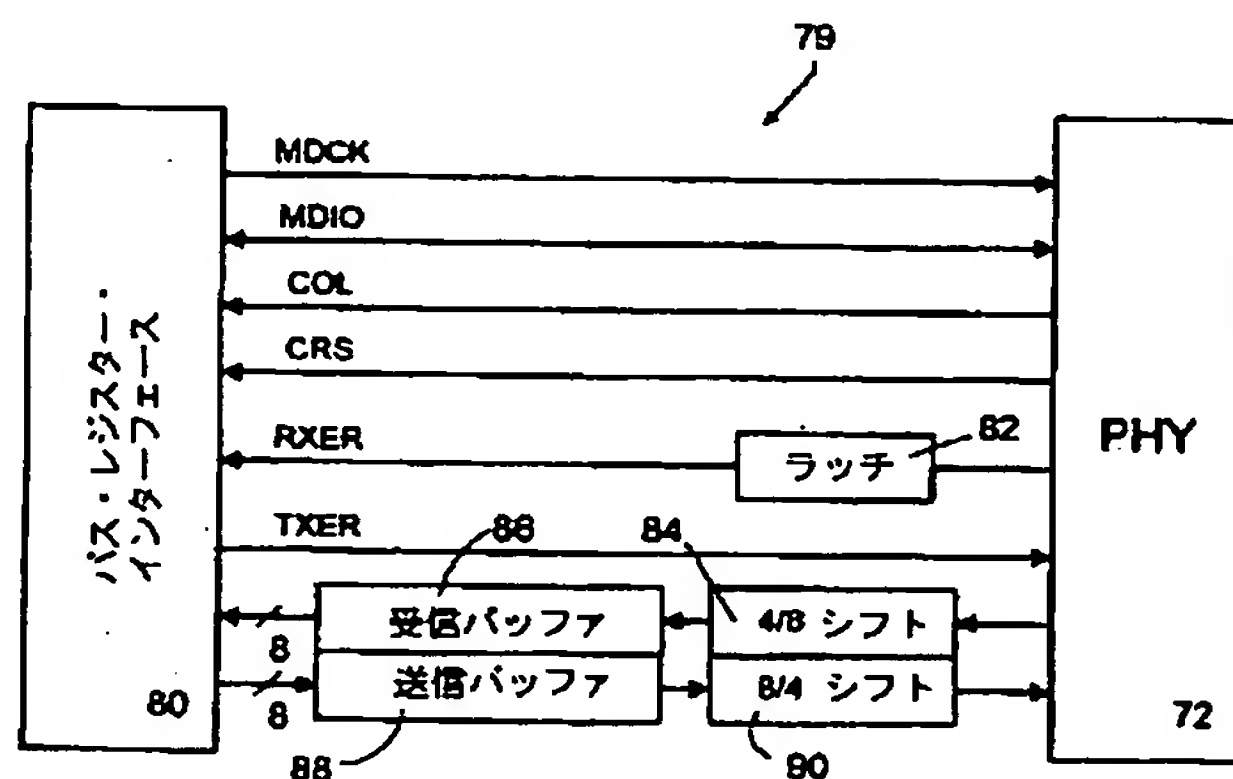 79
MDCK
MDIO
COL
CRS
RXER
TXER
バス・レジスター・
インターフェース
80
ラッチ
82
PHY
72
88
84
受信バッファ
4/8 シフト
8
送信バッファ
8/4 シフト
8
88
90